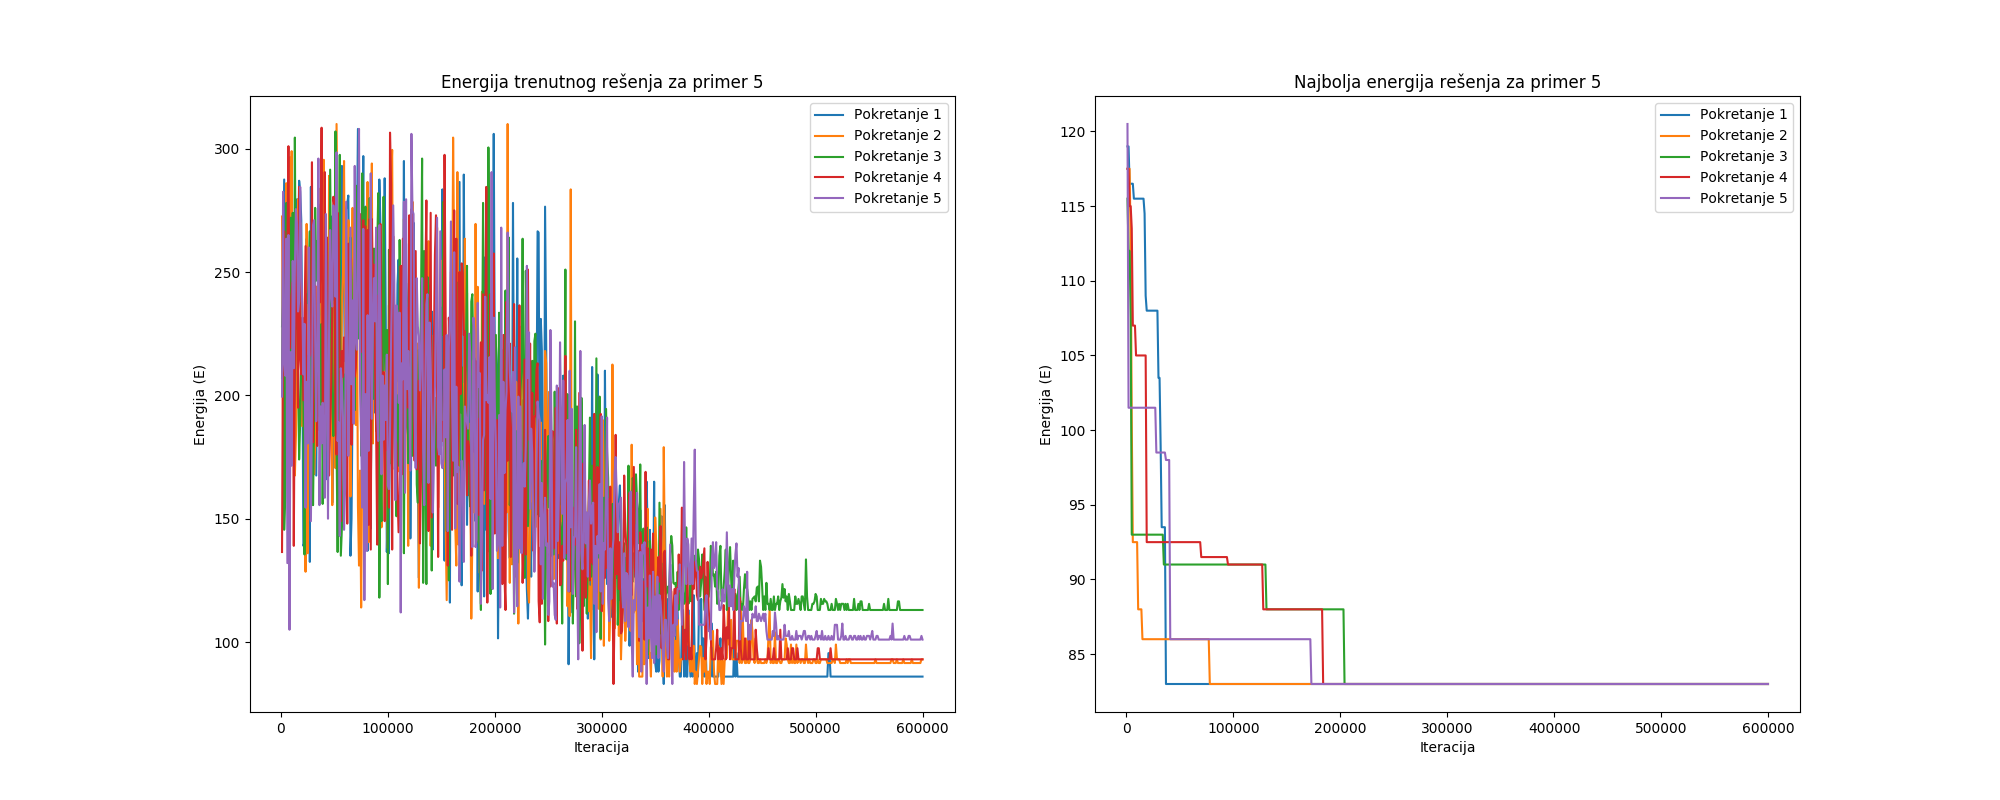 Energija trenutnog rešenja za primer 5
Energija (E)
300
250
200
150
100
0
100000
200000
300000
400000
500000
600000
Iteracija
Pokretanje 1
Pokretanje 2
Pokretanje 3
Pokretanje 4
Pokretanje 5
Najbolja energija rešenja za primer 5
Energija (E)
120
115
110
105
100
95
90
85
0
100000
200000
300000
400000
500000
600000
Iteracija
Pokretanje 1
Pokretanje 2
Pokretanje 3
Pokretanje 4
Pokretanje 5